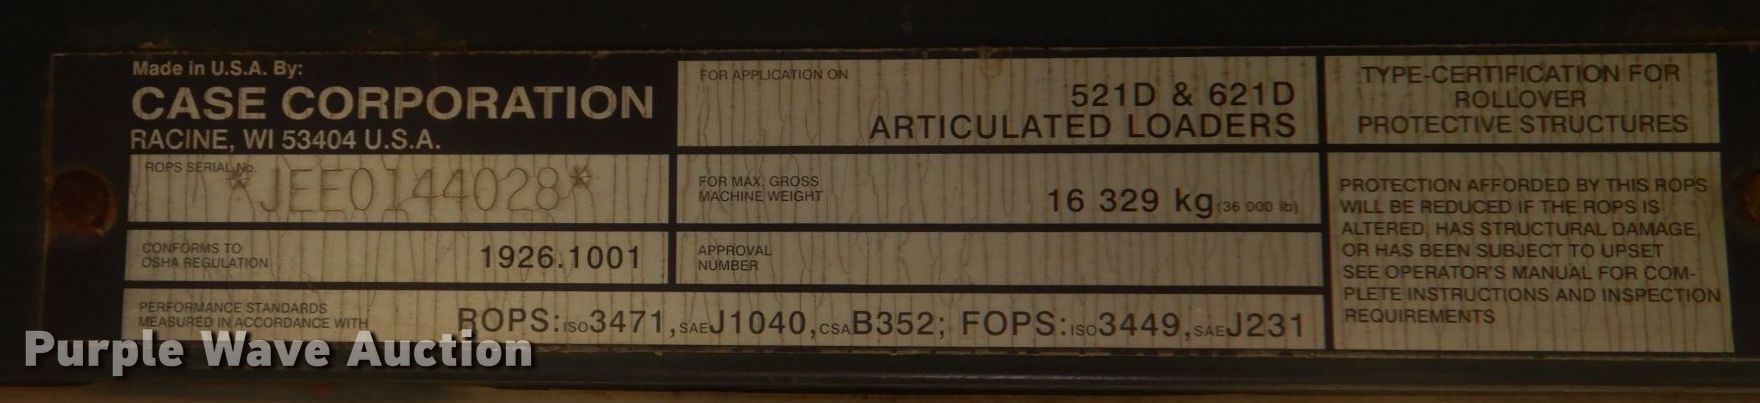 Made in U.S.A. By:
CASE CORPORATION
RACINE, WI 53404 U.S.A.
ROPS SERIAL No.
*JEE0144028*
CONFORMS TO
OSHA REGULATION
1926.1001
PERFORMANCE STANDARDS
MEASURED IN ACCORDANCE WITH
ROPS: ISO 3471, SAE J1040, CSA B352; FOPS: ISO 3449, SAE J231
FOR APPLICATION ON
521D & 621D
ARTICULATED LOADERS
FOR MAX. GROSS
MACHINE WEIGHT
16 329 kg (36 000 lb)
APPROVAL
NUMBER
TYPE-CERTIFICATION FOR
ROLLOVER
PROTECTIVE STRUCTURES
PROTECTION AFFORDED BY THIS ROPS
WILL BE REDUCED IF THE ROPS IS
ALTERED, HAS STRUCTURAL DAMAGE,
OR HAS BEEN SUBJECT TO UPSET
SEE OPERATOR'S MANUAL FOR COM-
PLETE INSTRUCTIONS AND INSPECTION
REQUIREMENTS
Purple Wave Auction